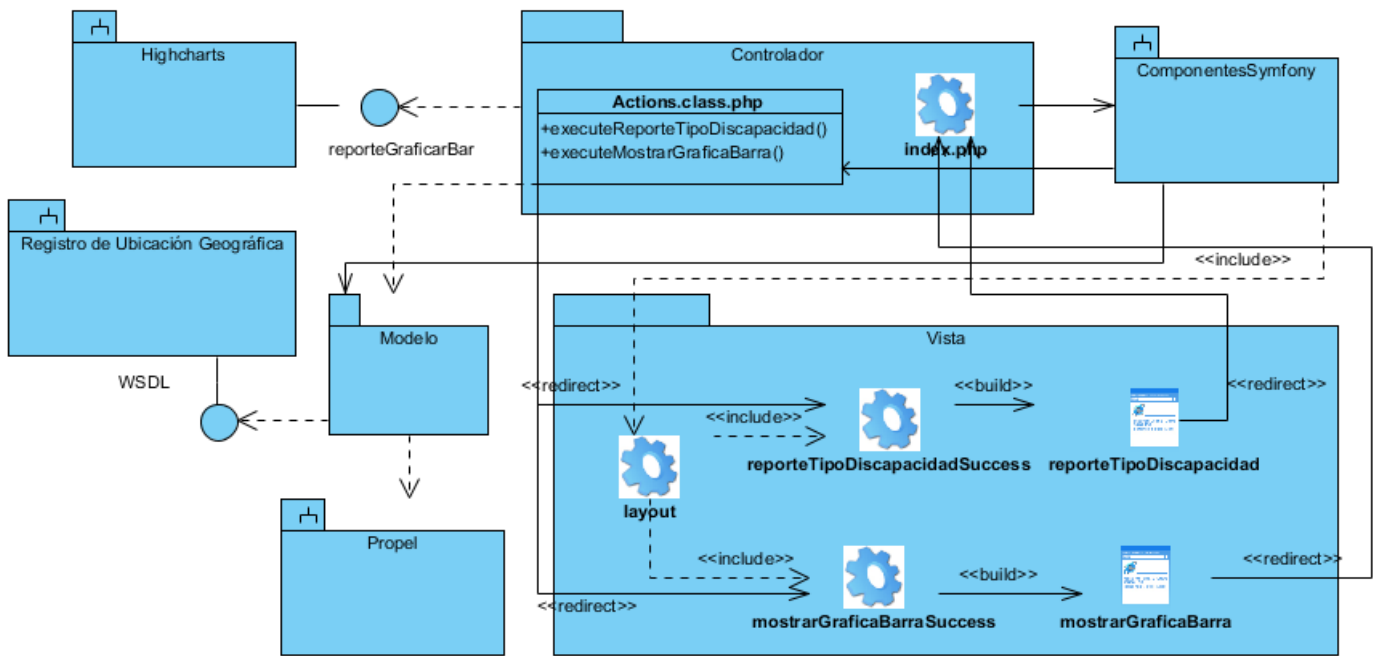 Highcharts
Controlador
ComponentesSymfony
Actions.class.php
+executeReporteTipoDiscapacidad()
+executeMostrarGraficaBarra()
index.php
reporteGraficarBar
Registro de Ubicación Geográfica
<<include>>
Modelo
Vista
WSDL
<<redirect>>
<<build>>
<<redirect>>
<<include>>
reporteTipoDiscapacidadSuccess
reporteTipoDiscapacidad
layout
Propel
<<include>>
<<build>>
<<redirect>>
<<redirect>>
mostrarGraficaBarraSuccess
mostrarGraficaBarra